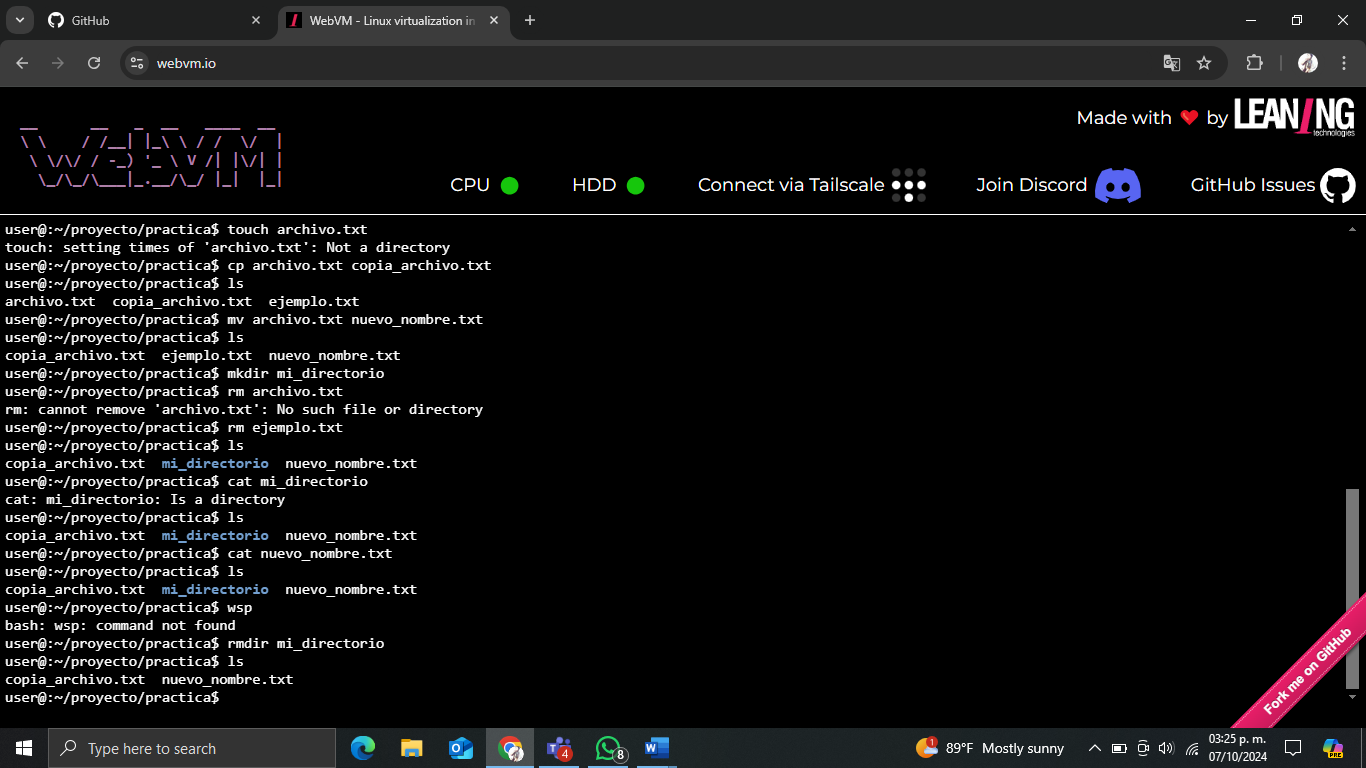 GitHub
WebVM - Linux virtualization in
webvm.io
Made with ❤ by LEANING
technologies
WebVM
CPU
HDD
Connect via Tailscale
Join Discord
GitHub Issues
user@:~/proyecto/practica$ touch archivo.txt
touch: setting times of 'archivo.txt': Not a directory
user@:~/proyecto/practica$ cp archivo.txt copia_archivo.txt
user@:~/proyecto/practica$ ls
archivo.txt  copia_archivo.txt  ejemplo.txt
user@:~/proyecto/practica$ mv archivo.txt nuevo_nombre.txt
user@:~/proyecto/practica$ ls
copia_archivo.txt  ejemplo.txt  nuevo_nombre.txt
user@:~/proyecto/practica$ mkdir mi_directorio
user@:~/proyecto/practica$ rm archivo.txt
rm: cannot remove 'archivo.txt': No such file or directory
user@:~/proyecto/practica$ rm ejemplo.txt
user@:~/proyecto/practica$ ls
copia_archivo.txt  mi_directorio  nuevo_nombre.txt
user@:~/proyecto/practica$ cat mi_directorio
cat: mi_directorio: Is a directory
user@:~/proyecto/practica$ ls
copia_archivo.txt  mi_directorio  nuevo_nombre.txt
user@:~/proyecto/practica$ cat nuevo_nombre.txt
user@:~/proyecto/practica$ ls
copia_archivo.txt  mi_directorio  nuevo_nombre.txt
user@:~/proyecto/practica$ wsp
bash: wsp: command not found
user@:~/proyecto/practica$ rmdir mi_directorio
user@:~/proyecto/practica$ ls
copia_archivo.txt  nuevo_nombre.txt
user@:~/proyecto/practica$
Fork me on GitHub
Type here to search
4
8
1
89°F Mostly sunny
03:25 p. m.
07/10/2024
PRE